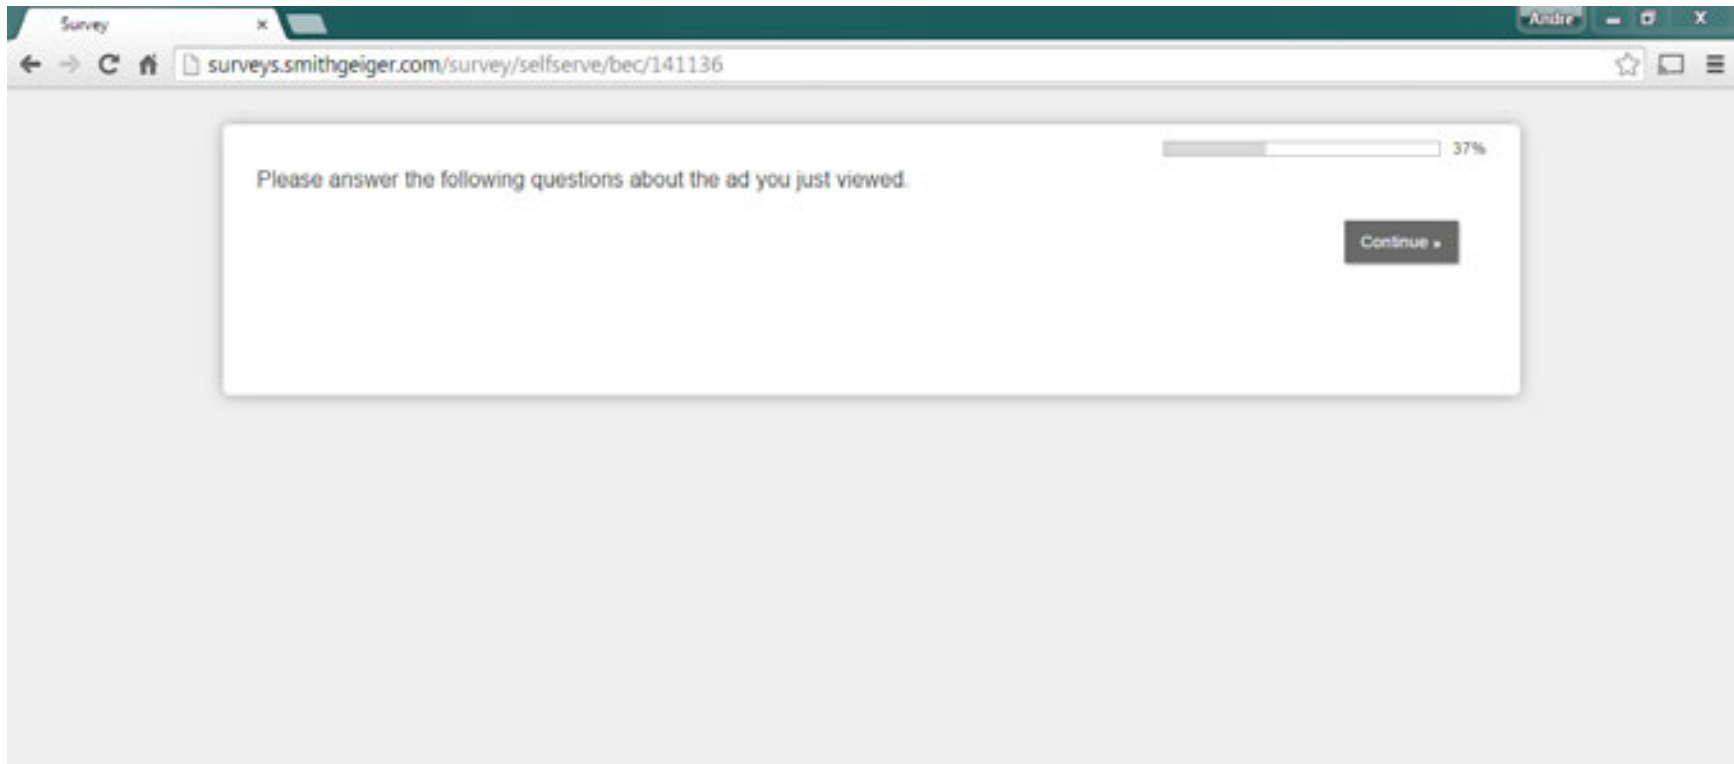 Survey
Andre
surveys.smithgeiger.com/survey/selfserve/bec/141136
37%
Please answer the following questions about the ad you just viewed.
Continue »